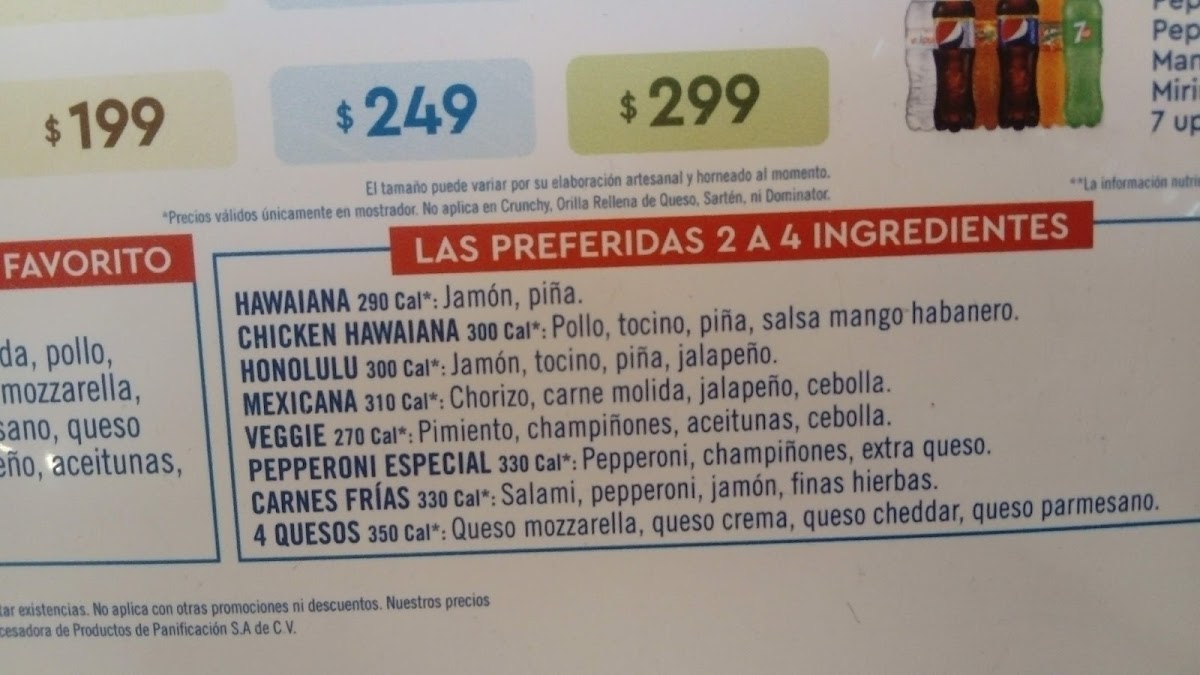 $199
$249
$299
Pep
Man
Miri
7 up
El tamaño puede variar por su elaboración artesanal y horneado al momento.
*Precios válidos únicamente en mostrador. No aplica en Crunchy, Orilla Rellena de Queso, Sartén, ni Dominator.
**La información nutri
FAVORITO
da, pollo,
mozzarella,
sano, queso
eño, aceitunas,
LAS PREFERIDAS 2 A 4 INGREDIENTES
HAWAIANA 290 Cal*: Jamón, piña.
CHICKEN HAWAIANA 300 Cal*: Pollo, tocino, piña, salsa mango habanero.
HONOLULU 300 Cal*: Jamón, tocino, piña, jalapeño.
MEXICANA 310 Cal*: Chorizo, carne molida, jalapeño, cebolla.
VEGGIE 270 Cal*: Pimiento, champiñones, aceitunas, cebolla.
PEPPERONI ESPECIAL 330 Cal*: Pepperoni, champiñones, extra queso.
CARNES FRÍAS 330 Cal*: Salami, pepperoni, jamón, finas hierbas.
4 QUESOS 350 Cal*: Queso mozzarella, queso crema, queso cheddar, queso parmesano.
tar existencias. No aplica con otras promociones ni descuentos. Nuestros precios
cesadora de Productos de Panificación S.A de C.V.